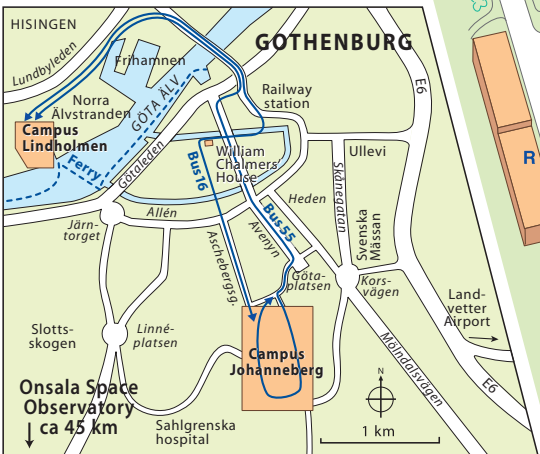 HISINGEN
GOTHENBURG
Lundbyleden
Frihamnen
E6
Norra
Älvstranden
GÖTA ÄLV
Railway
station
Campus
Lindholmen
Ferry
Götaleden
Bus16
William
Chalmers
House
Ullevi
R
Skånegatan
Heden
Allén
Järn-
torget
Aschebergsg.
Avenyn
Bus55
Svenska
Mässan
Göta-
platsen
Kors-
vägen
Land-
vetter
Airport
Slotts-
skogen
Linné-
platsen
Campus
Johanneberg
Mölndalsvägen
E6
Onsala Space
Observatory
ca 45 km
N
Sahlgrenska
hospital
1 km